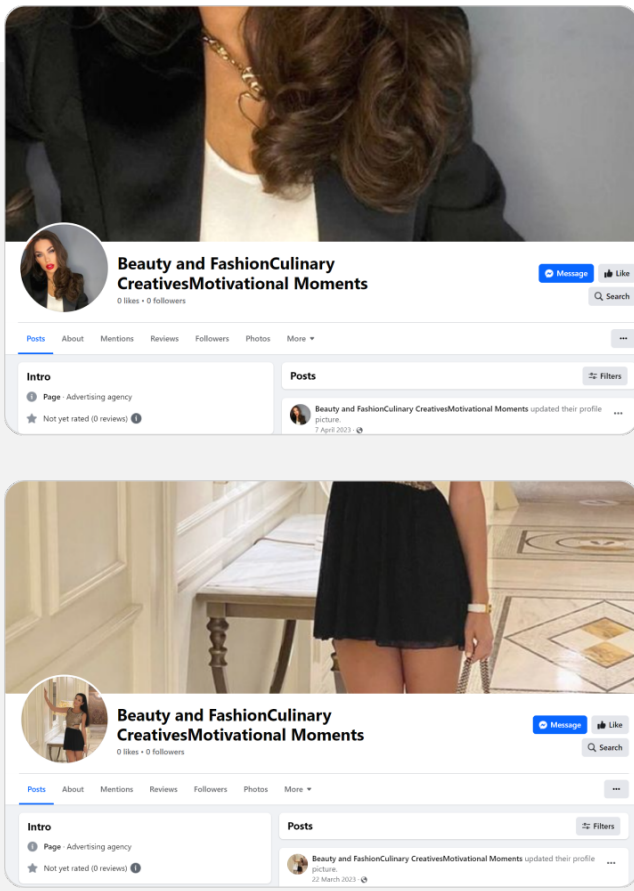 Beauty and FashionCulinary
CreativesMotivational Moments
0 likes • 0 followers
Message
Like
Search
Posts About Mentions Reviews Followers Photos More
Intro
Page · Advertising agency
Not yet rated (0 reviews)
Posts
Filters
Beauty and FashionCulinary CreativesMotivational Moments updated their profile
picture.
7 April 2023 ·
Beauty and FashionCulinary
CreativesMotivational Moments
0 likes • 0 followers
Message
Like
Search
Posts About Mentions Reviews Followers Photos More
Intro
Page · Advertising agency
Not yet rated (0 reviews)
Posts
Filters
Beauty and FashionCulinary CreativesMotivational Moments updated their profile
picture.
22 March 2023 ·